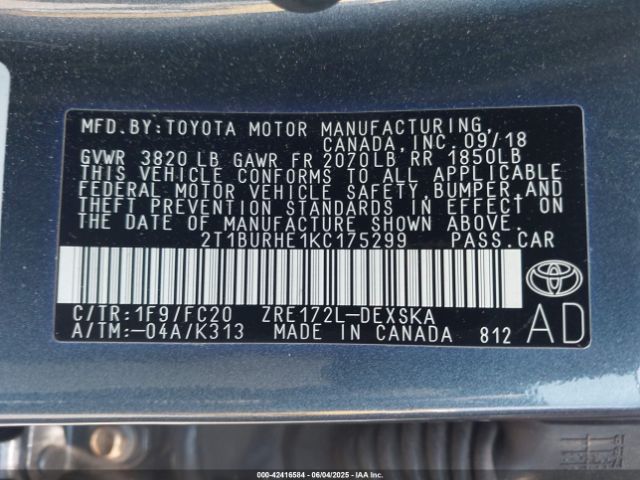 MFD.BY:TOYOTA MOTOR MANUFACTURING,
CANADA,INC.09/18
GVWR 3820 LB GAWR FR 2070LB RR 1850LB
THIS VEHICLE CONFORMS TO ALL APPLICABLE
FEDERAL MOTOR VEHICLE SAFETY, BUMPER, AND
THEFT PREVENTION STANDARDS IN EFFECT ON
THE DATE OF MANUFACTURE SHOWN ABOVE.
2T1BURHE1KC175299 PASS.CAR
C/TR:1F9/FC20 ZRE172L-DEXSKA
A/TM:-04A/K313 MADE IN CANADA 812
AD
000-42416584 - 06/04/2025 - IAAI.COM